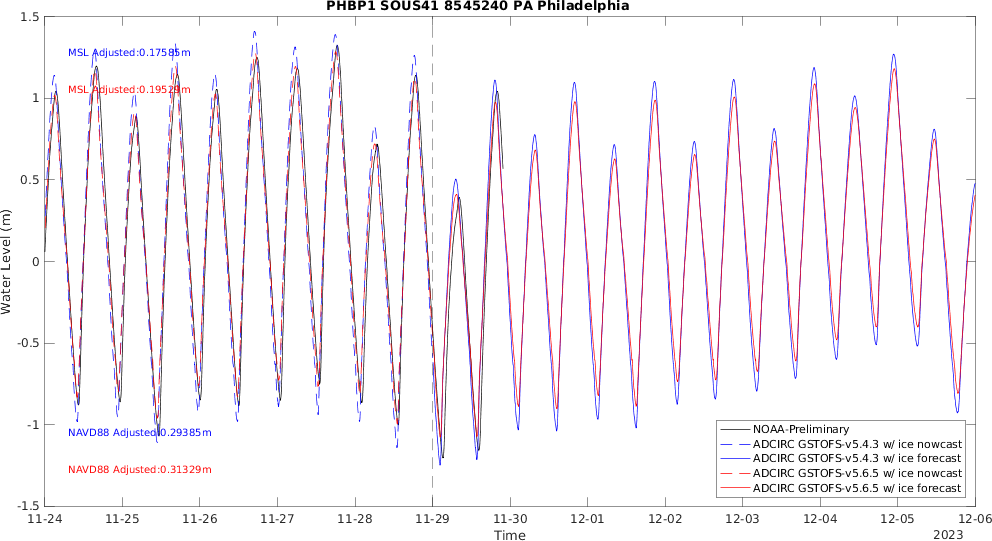 PHBP1 SOUS41 8545240 PA Philadelphia
1.5
1
0.5
0
-0.5
-1
-1.5
Water Level (m)
MSL Adjusted:0.17585m
MSL Adjusted:0.19529m
NAVD88 Adjusted:0.29385m
NAVD88 Adjusted:0.31329m
NOAA-Preliminary
ADCIRC GSTOFS-v5.4.3 w/ ice nowcast
ADCIRC GSTOFS-v5.4.3 w/ ice forecast
ADCIRC GSTOFS-v5.6.5 w/ ice nowcast
ADCIRC GSTOFS-v5.6.5 w/ ice forecast
11-24 11-25 11-26 11-27 11-28 11-29 11-30 12-01 12-02 12-03 12-04 12-05 12-06
Time
2023